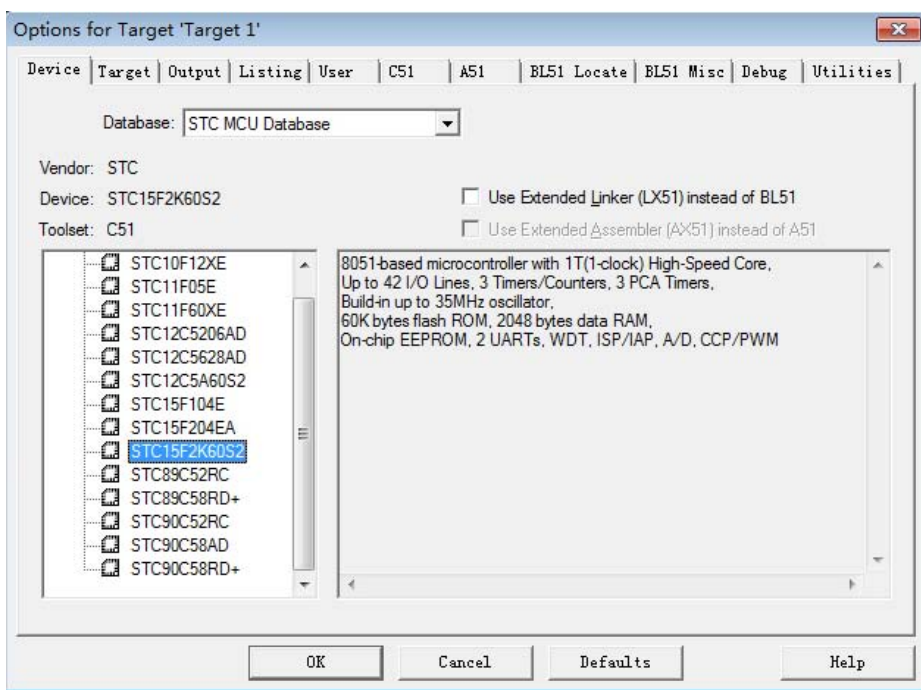 Options for Target 'Target 1'
Device Target Output Listing User C51 A51 BL51 Locate BL51 Misc Debug Utilities
Database: STC MCU Database
Vendor: STC
Device: STC15F2K60S2
Use Extended Linker (LX51) instead of BL51
Toolset: C51
Use Extended Assembler (AX51) instead of A51
STC10F12XE
STC11F05E
STC11F60XE
STC12C5206AD
STC12C5628AD
STC12C5A60S2
STC15F104E
STC15F204EA
STC15F2K60S2
STC89C52RC
STC89C58RD+
STC90C52RC
STC90C58AD
STC90C58RD+
8051-based microcontroller with 1T(1-clock) High-Speed Core,
Up to 42 I/O Lines, 3 Timers/Counters, 3 PCA Timers,
Build-in up to 35MHz oscillator,
60K bytes flash ROM, 2048 bytes data RAM,
On-chip EEPROM, 2 UARTs, WDT, ISP/IAP, A/D, CCP/PWM
OK Cancel Defaults Help